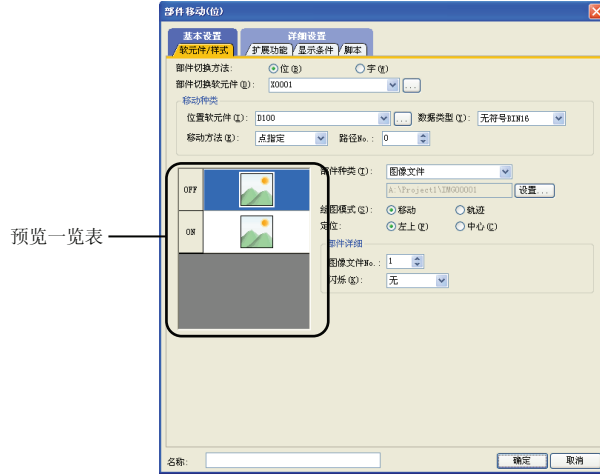 部件移动(位)
基本设置 详细设置
软元件/样式 扩展功能 显示条件 脚本
部件切换方法: 位(B) 字(W)
部件切换软元件(D): X0001 ...
移动种类
位置软元件(I): D100 ... 数据类型(Y): 无符号BIN16
移动方法(E): 点指定 路径No.: 0
OFF
ON
预览一览表
部件种类(T): 图像文件
A:\Project1\IMG00001 设置...
绘图模式(S): 移动 轨迹
定位: 左上(P) 中心(C)
部件详细
图像文件No.: 1
闪烁(K): 无
名称:
确定 取消